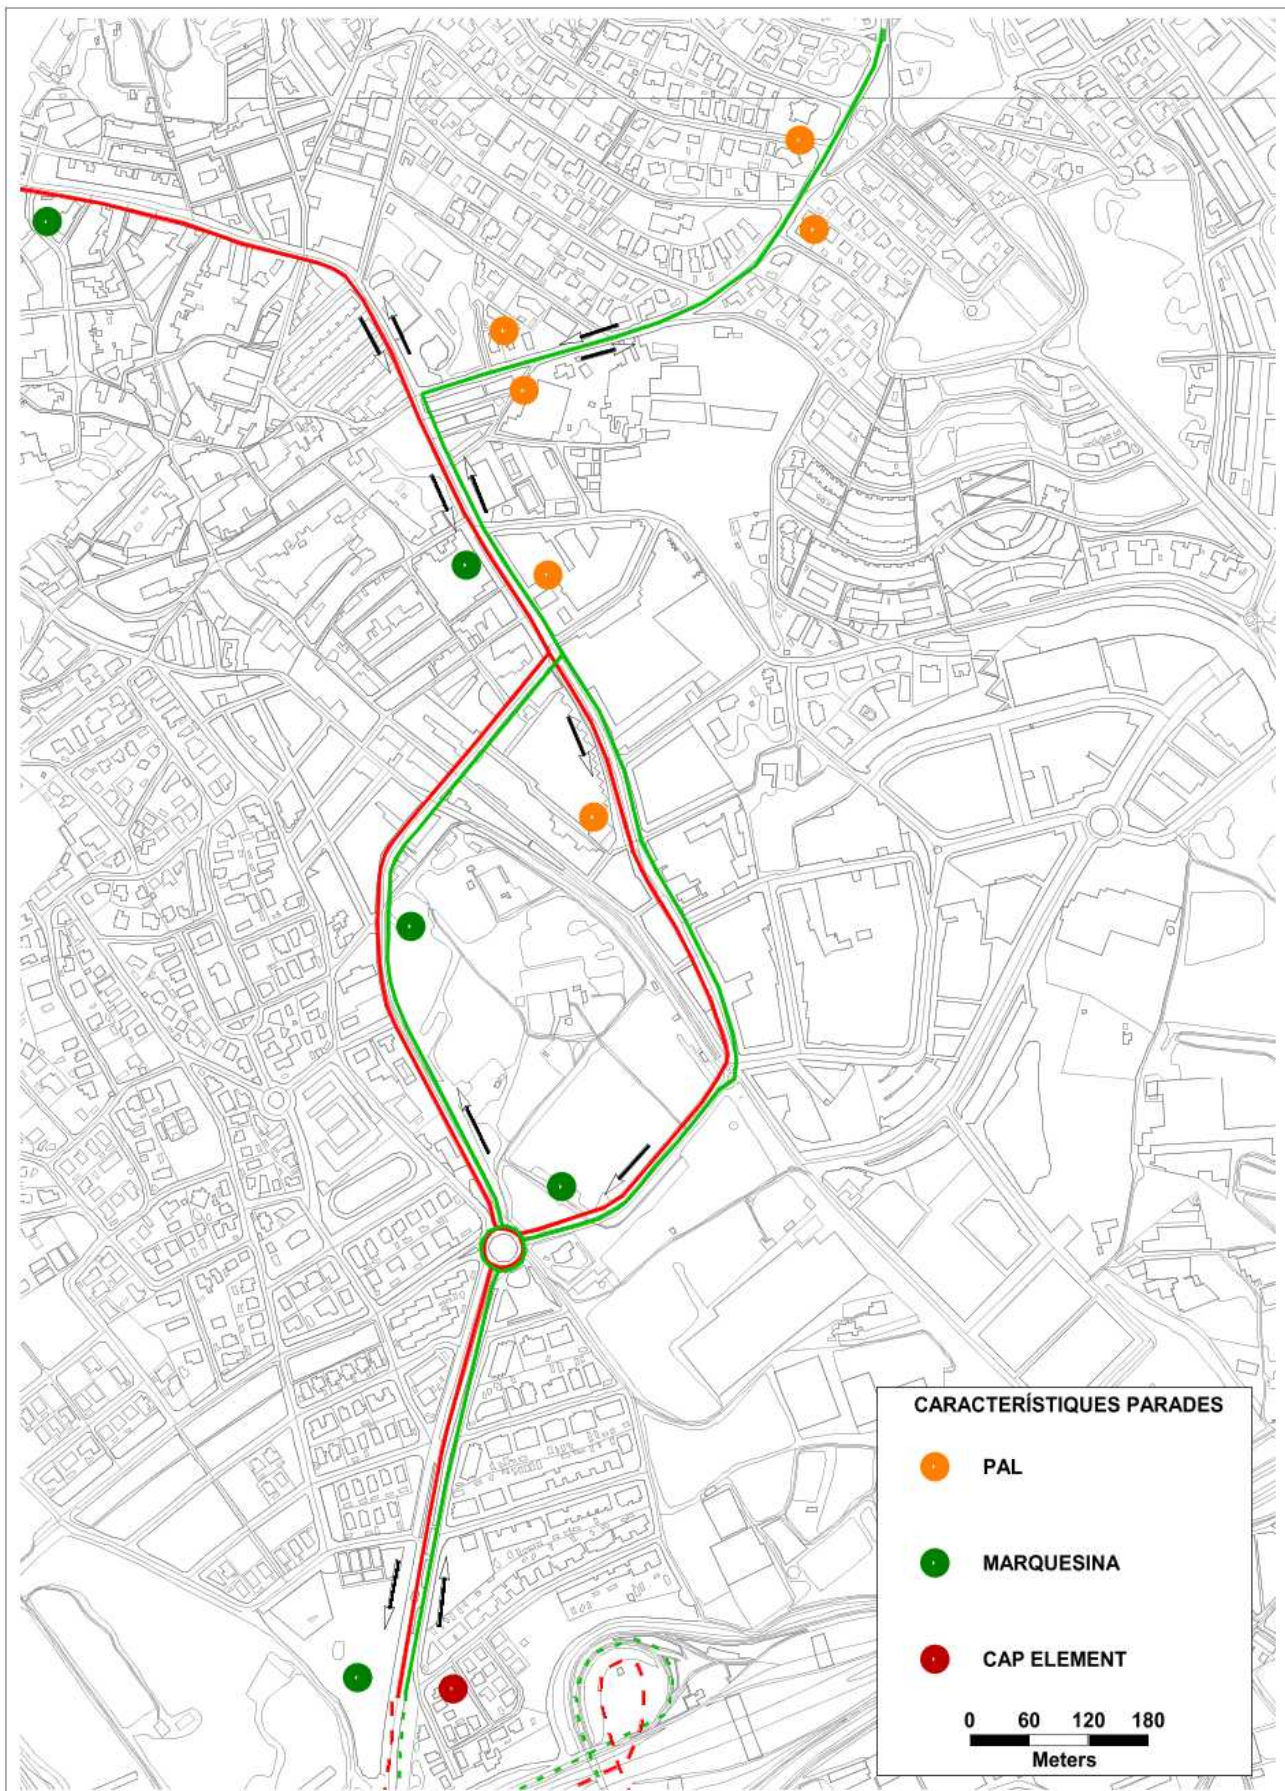 CARACTERÍSTIQUES PARADES
PAL
MARQUESINA
CAP ELEMENT
0 60 120 180
Meters